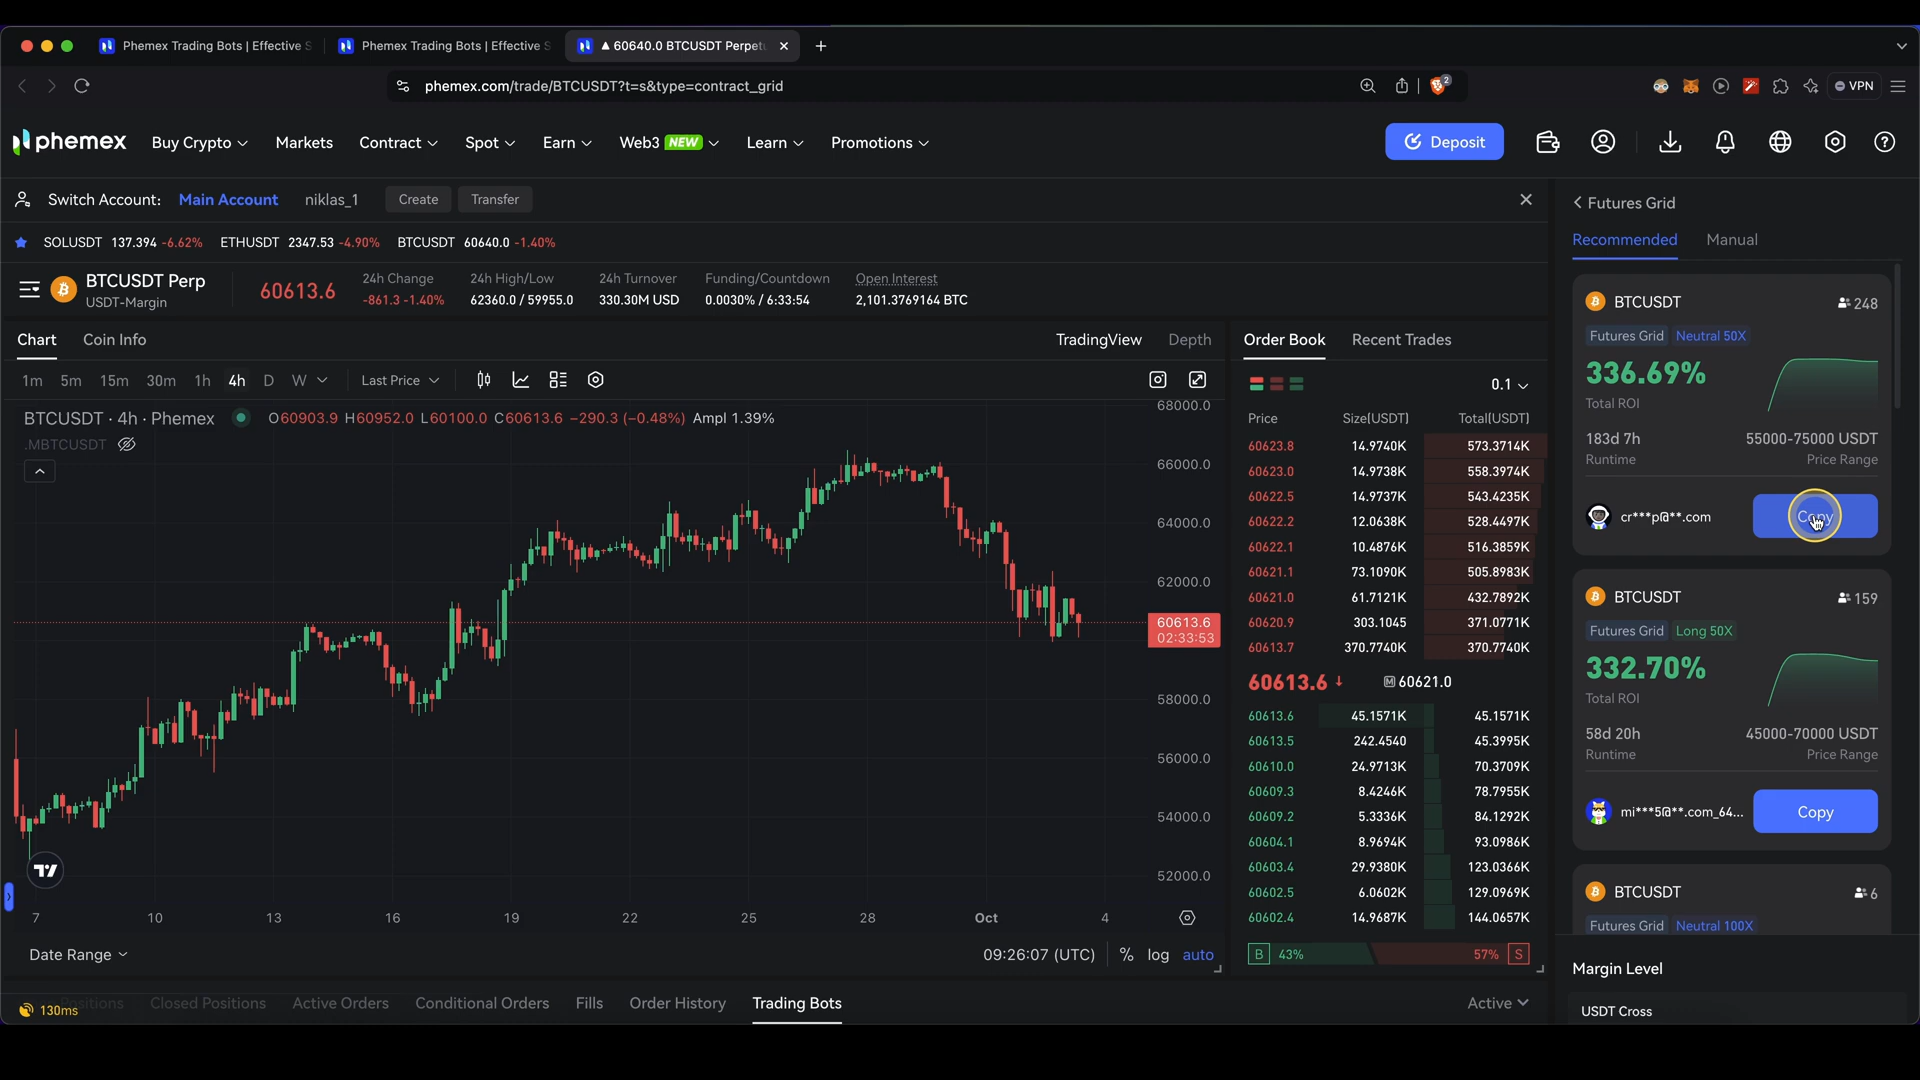 Phemex Trading Bots | Effective S
Phemex Trading Bots | Effective S
▲ 60640.0 BTCUSDT Perpet
phemex.com/trade/BTCUSDT?t=s&type=contract_grid
2
VPN
phemex
Buy Crypto
Markets
Contract
Spot
Earn
Web3 NEW
Learn
Promotions
Deposit
Switch Account: Main Account niklas_1 Create Transfer
SOLUSDT 137.394 -6.62% ETHUSDT 2347.53 -4.90% BTCUSDT 60640.0 -1.40%
BTCUSDT Perp
USDT-Margin
60613.6
24h Change
-861.3 -1.40%
24h High/Low
62360.0 / 59955.0
24h Turnover
330.30M USD
Funding/Countdown
0.0030% / 6:33:54
Open Interest
2,101.3769164 BTC
Chart Coin Info
TradingView Depth
1m 5m 15m 30m 1h 4h D W
Last Price
BTCUSDT · 4h · Phemex
O60903.9 H60952.0 L60100.0 C60613.6 −290.3 (−0.48%) Ampl 1.39%
.MBTCUSDT
68000.0
66000.0
64000.0
62000.0
60613.6
02:33:53
58000.0
56000.0
54000.0
52000.0
7 10 13 16 19 22 25 28 Oct 4
Date Range
09:26:07 (UTC) % log auto
Order Book Recent Trades
0.1
Price Size(USDT) Total(USDT)
60623.8 14.9740K 573.3714K
60623.0 14.9738K 558.3974K
60622.5 14.9737K 543.4235K
60622.2 12.0638K 528.4497K
60622.1 10.4876K 516.3859K
60621.1 73.1090K 505.8983K
60621.0 61.7121K 432.7892K
60620.9 303.1045 371.0771K
60613.7 370.7740K 370.7740K
60613.6 ↓ M 60621.0
60613.6 45.1571K 45.1571K
60613.5 242.4540 45.3995K
60610.0 24.9713K 70.3709K
60609.3 8.4246K 78.7955K
60609.2 5.3336K 84.1292K
60604.1 8.9694K 93.0986K
60603.4 29.9380K 123.0366K
60602.5 6.0602K 129.0969K
60602.4 14.9687K 144.0657K
B 43% 57% S
Futures Grid
Recommended Manual
BTCUSDT 248
Futures Grid Neutral 50X
336.69%
Total ROI
183d 7h 55000-75000 USDT
Runtime Price Range
cr***p@**.com Copy
BTCUSDT 159
Futures Grid Long 50X
332.70%
Total ROI
58d 20h 45000-70000 USDT
Runtime Price Range
mi***5@**.com_64... Copy
BTCUSDT 6
Futures Grid Neutral 100X
Margin Level
USDT Cross
130ms
Positions Closed Positions Active Orders Conditional Orders Fills Order History Trading Bots
Active